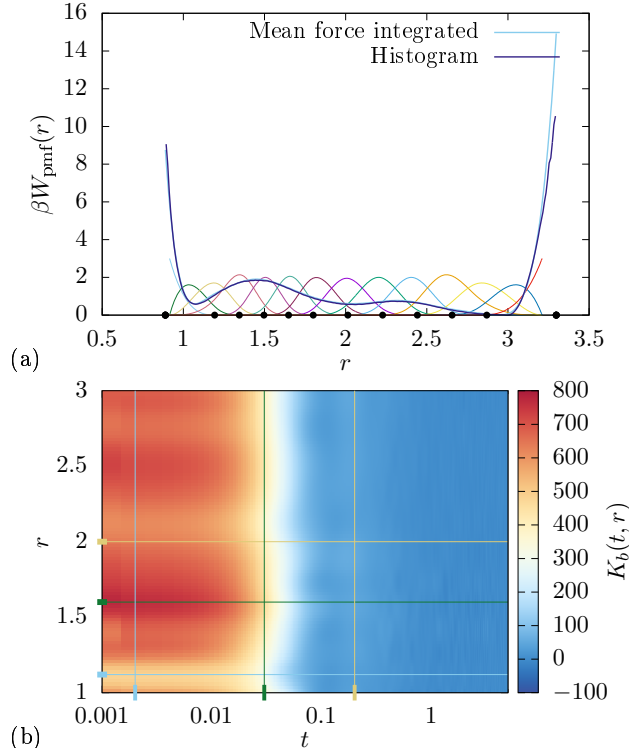 16
14
12
10
8
6
4
2
0
βW_pmf(r)
Mean force integrated
Histogram
0.5 1 1.5 2 2.5 3 3.5
r
(a)
3
2.5
2
1.5
1
r
0.001 0.01 0.1 1
t
800
700
600
500
400
300
200
100
0
−100
K_b(t, r)
(b)